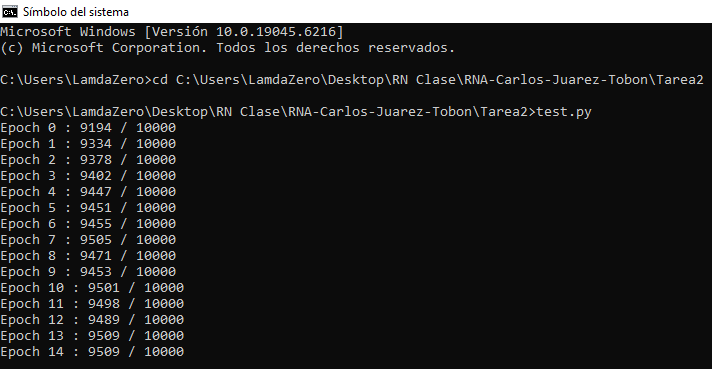 Símbolo del sistema
Microsoft Windows [Versión 10.0.19045.6216]
(c) Microsoft Corporation. Todos los derechos reservados.
C:\Users\LamdaZero>cd C:\Users\LamdaZero\Desktop\RN Clase\RNA-Carlos-Juarez-Tobon\Tarea2
C:\Users\LamdaZero\Desktop\RN Clase\RNA-Carlos-Juarez-Tobon\Tarea2>test.py
Epoch 0 : 9194 / 10000
Epoch 1 : 9334 / 10000
Epoch 2 : 9378 / 10000
Epoch 3 : 9402 / 10000
Epoch 4 : 9447 / 10000
Epoch 5 : 9451 / 10000
Epoch 6 : 9455 / 10000
Epoch 7 : 9505 / 10000
Epoch 8 : 9471 / 10000
Epoch 9 : 9453 / 10000
Epoch 10 : 9501 / 10000
Epoch 11 : 9498 / 10000
Epoch 12 : 9489 / 10000
Epoch 13 : 9509 / 10000
Epoch 14 : 9509 / 10000